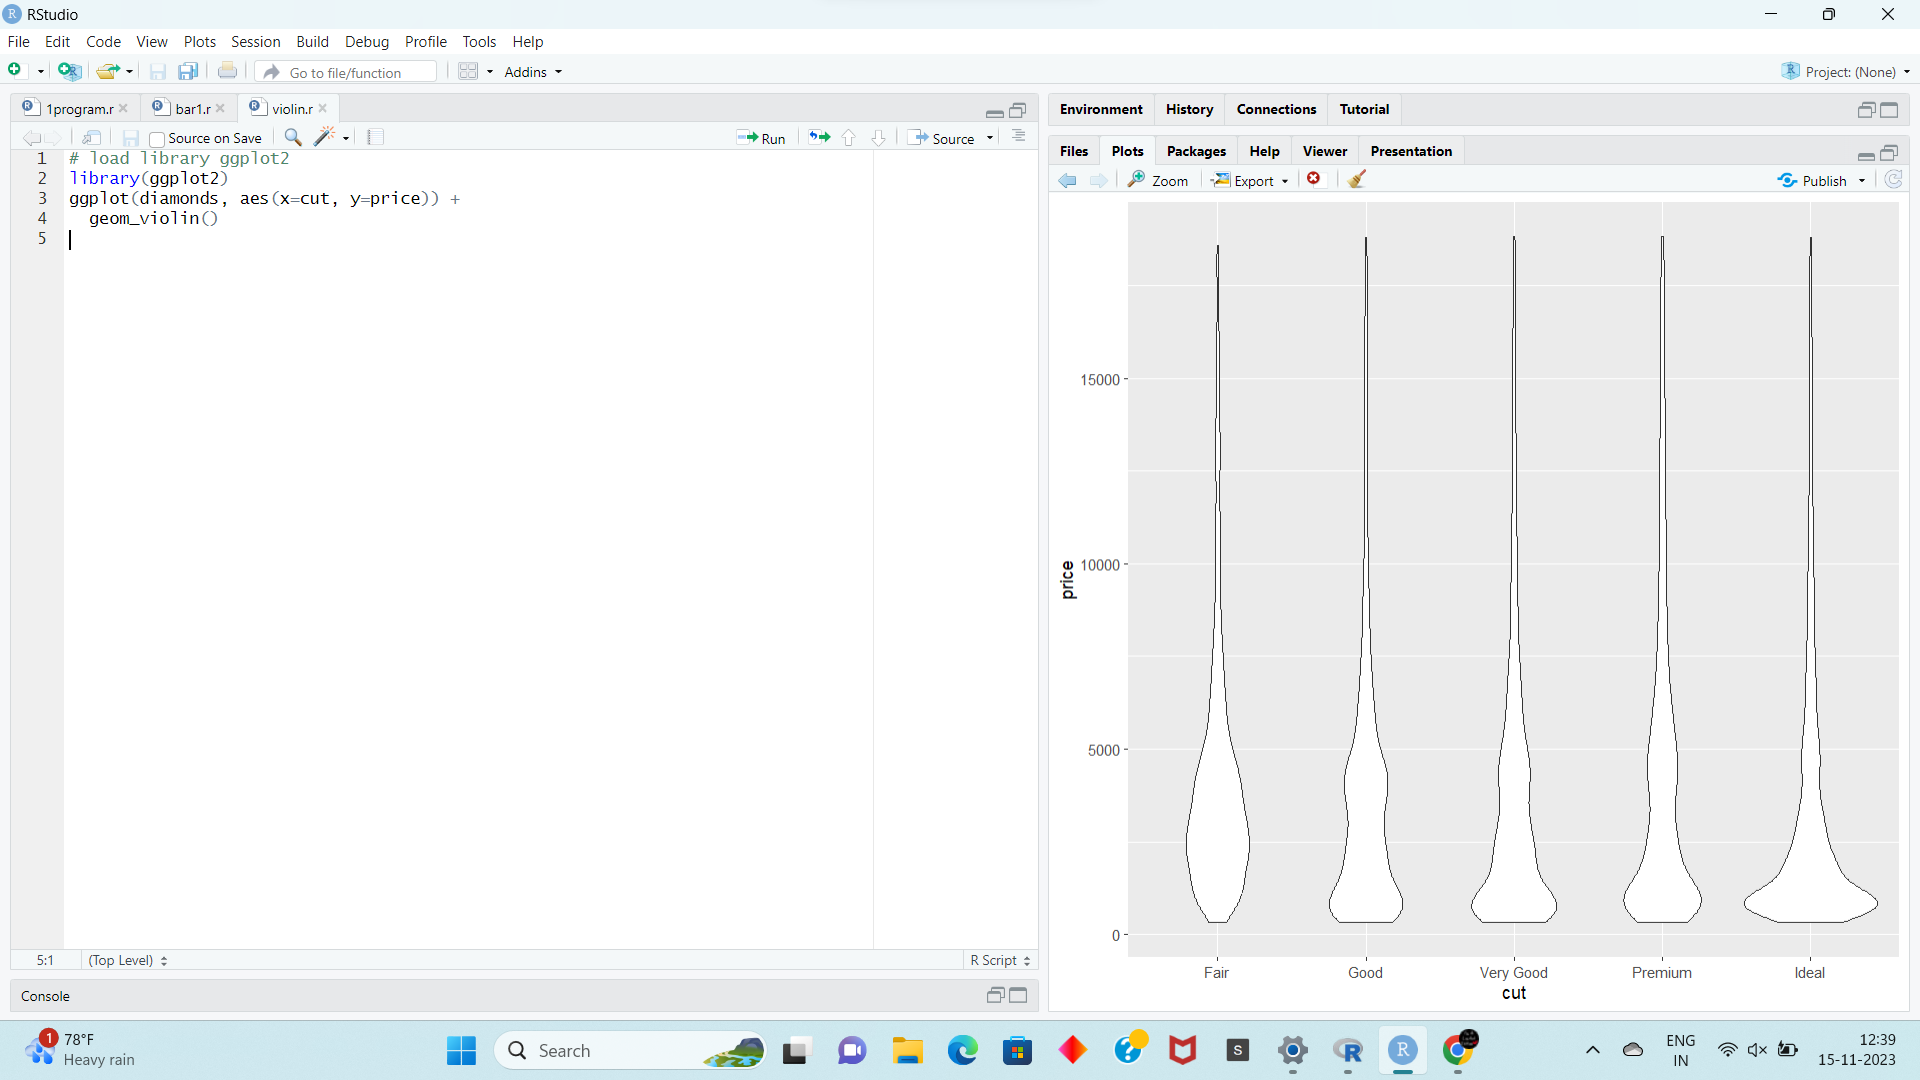 RStudio
File Edit Code View Plots Session Build Debug Profile Tools Help
Go to file/function Addins Project: (None)
1program.r bar1.r violin.r
Source on Save Run Source
1 # load library ggplot2
2 library(ggplot2)
3 ggplot(diamonds, aes(x=cut, y=price)) +
4 geom_violin()
5
5:1 (Top Level) R Script
Console
Environment History Connections Tutorial
Files Plots Packages Help Viewer Presentation
Zoom Export Publish
15000
10000
5000
0
price
Fair Good Very Good Premium Ideal
cut
1 78°F
Heavy rain
Search
ENG
IN
12:39
15-11-2023